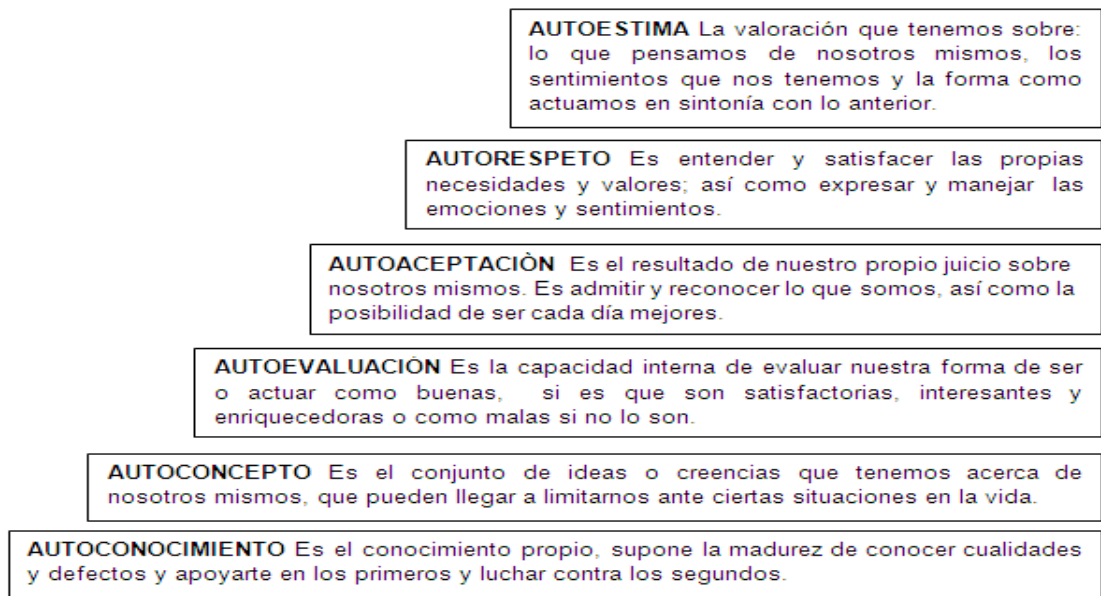 AUTOESTIMA La valoración que tenemos sobre:
lo que pensamos de nosotros mismos, los
sentimientos que nos tenemos y la forma como
actuamos en sintonía con lo anterior.
AUTORESPETO Es entender y satisfacer las propias
necesidades y valores; así como expresar y manejar las
emociones y sentimientos.
AUTOACEPTACIÒN Es el resultado de nuestro propio juicio sobre
nosotros mismos. Es admitir y reconocer lo que somos, así como la
posibilidad de ser cada día mejores.
AUTOEVALUACIÓN Es la capacidad interna de evaluar nuestra forma de ser
o actuar como buenas, si es que son satisfactorias, interesantes y
enriquecedoras o como malas si no lo son.
AUTOCONCEPTO Es el conjunto de ideas o creencias que tenemos acerca de
nosotros mismos, que pueden llegar a limitarnos ante ciertas situaciones en la vida.
AUTOCONOCIMIENTO Es el conocimiento propio, supone la madurez de conocer cualidades
y defectos y apoyarte en los primeros y luchar contra los segundos.